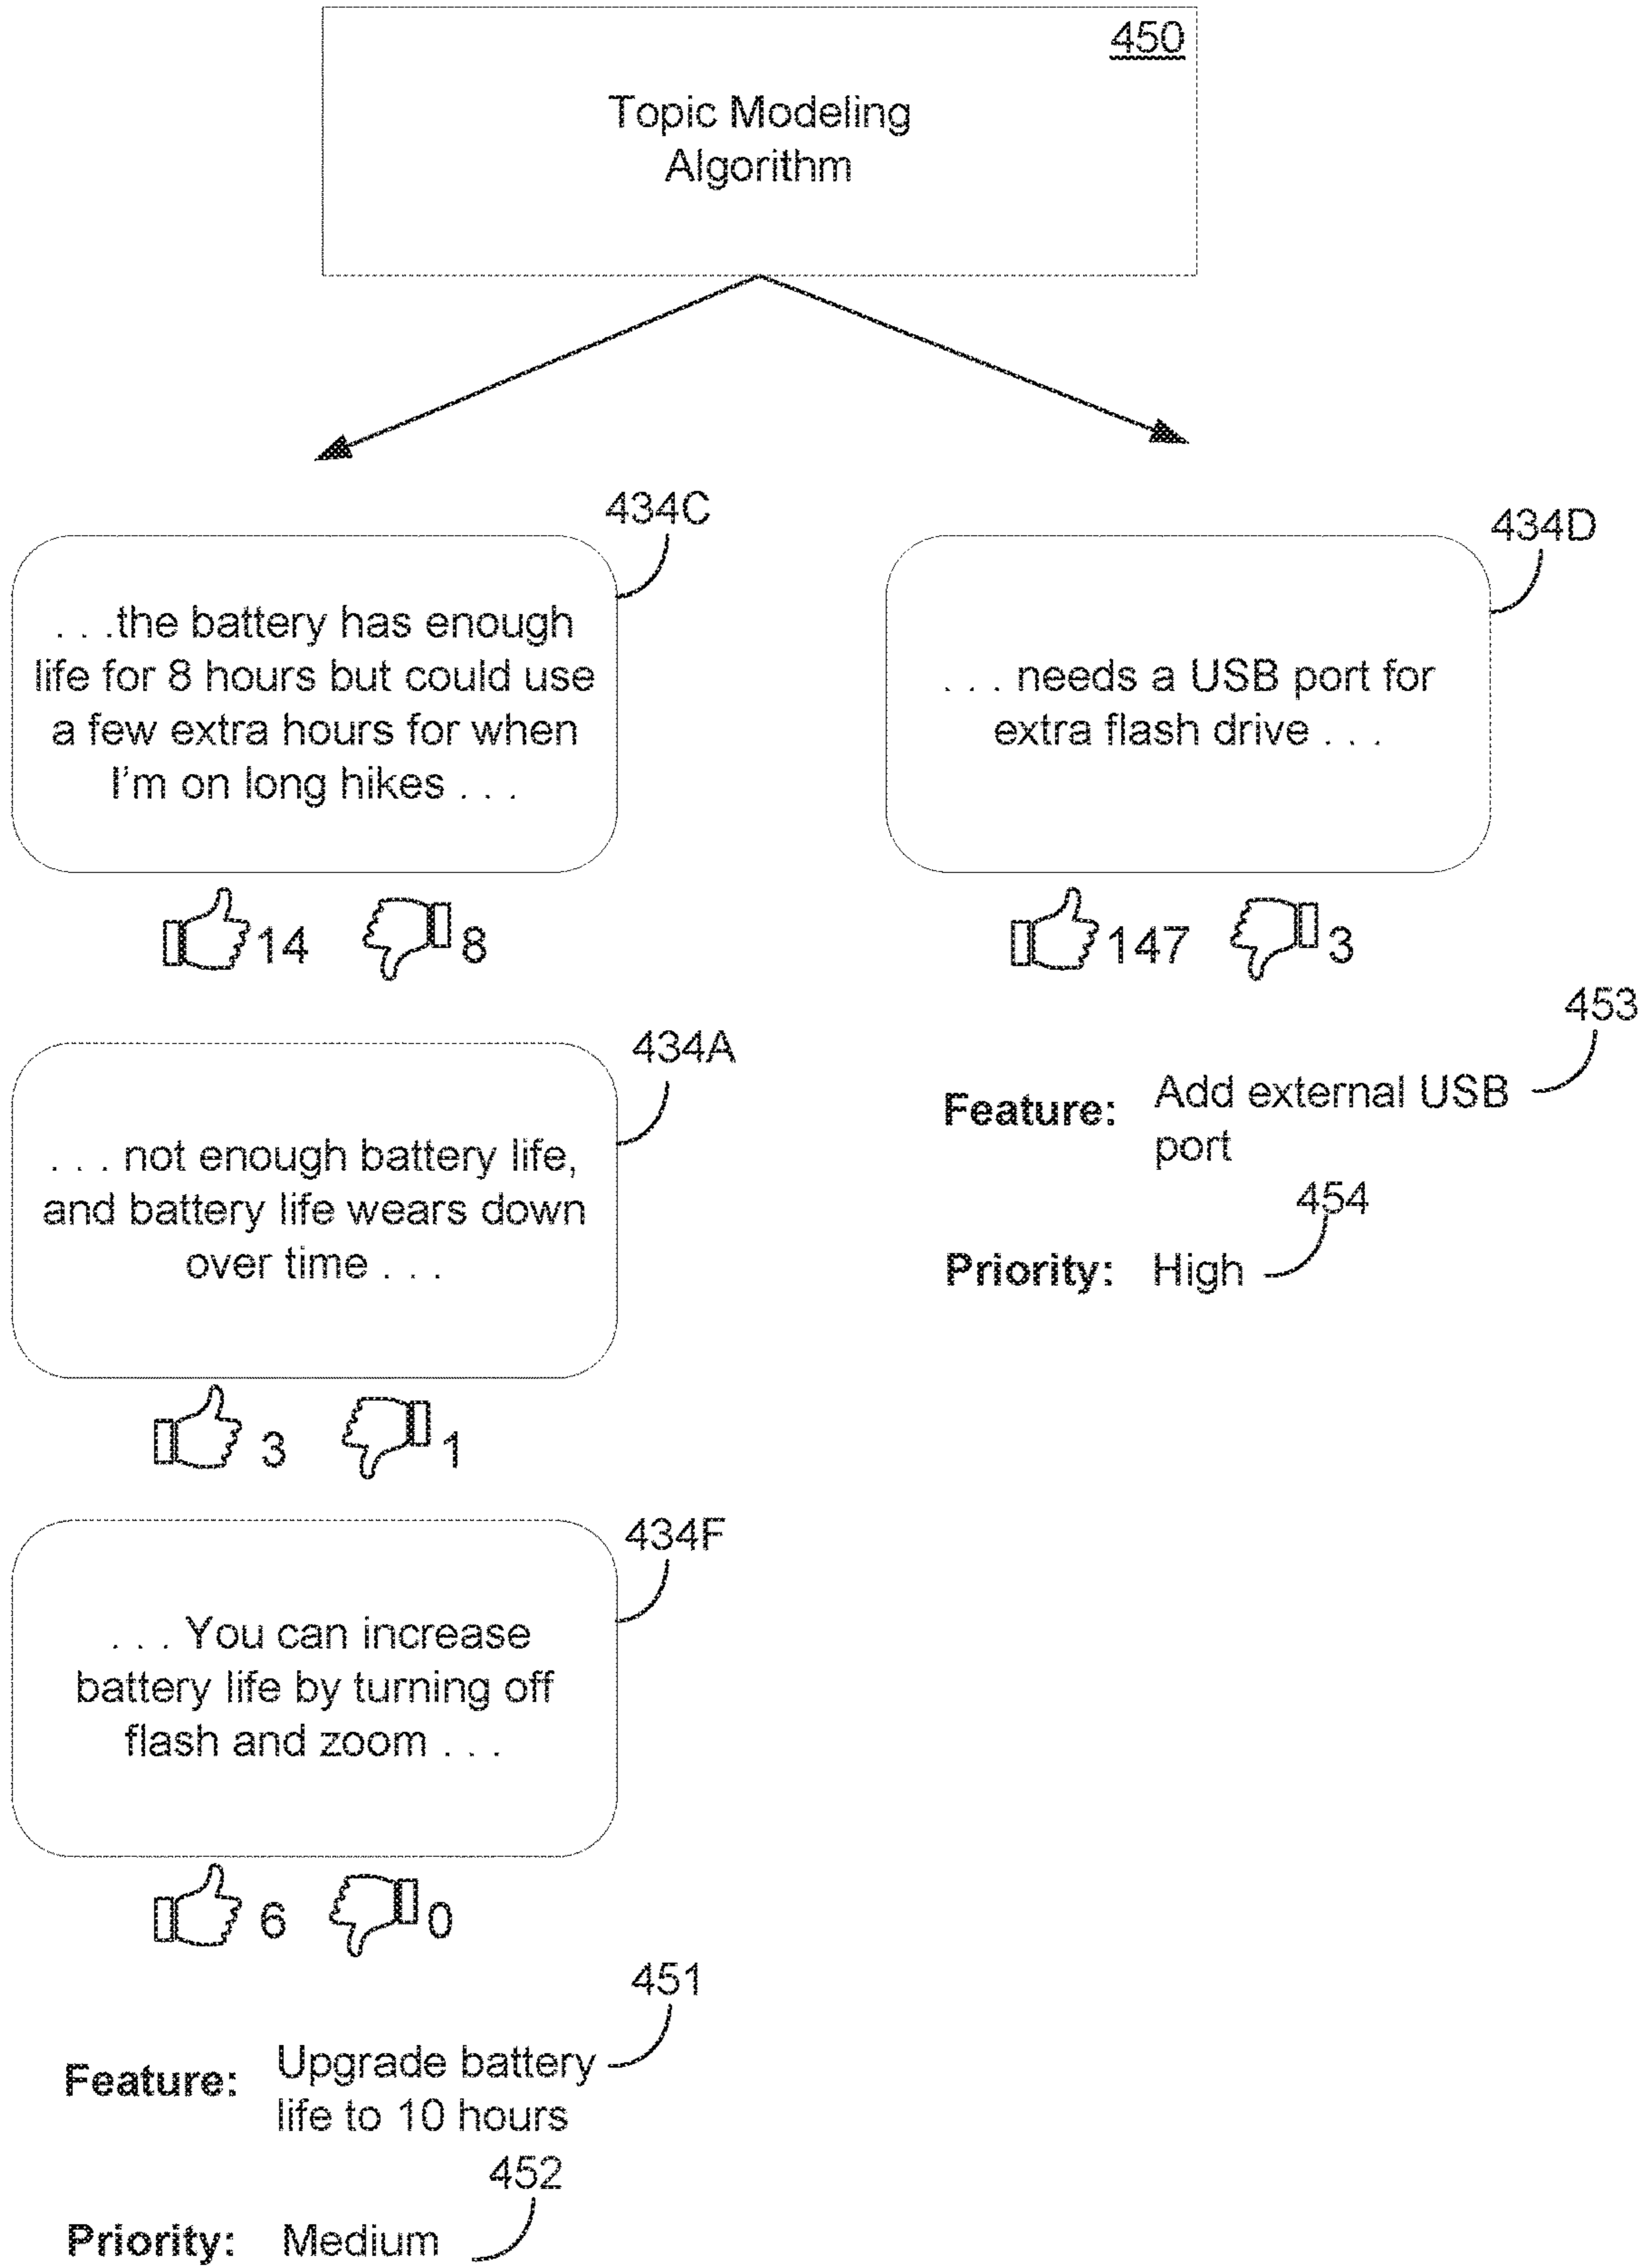 450
Topic Modeling
Algorithm
434C
. . .the battery has enough
life for 8 hours but could use
a few extra hours for when
I'm on long hikes . . .
14 8
434A
. . . not enough battery life,
and battery life wears down
over time . . .
3 1
434F
. . . You can increase
battery life by turning off
flash and zoom . . .
6 0
451
Feature: Upgrade battery
life to 10 hours
452
Priority: Medium
434D
. . . needs a USB port for
extra flash drive . . .
147 3
453
Feature: Add external USB
port
454
Priority: High